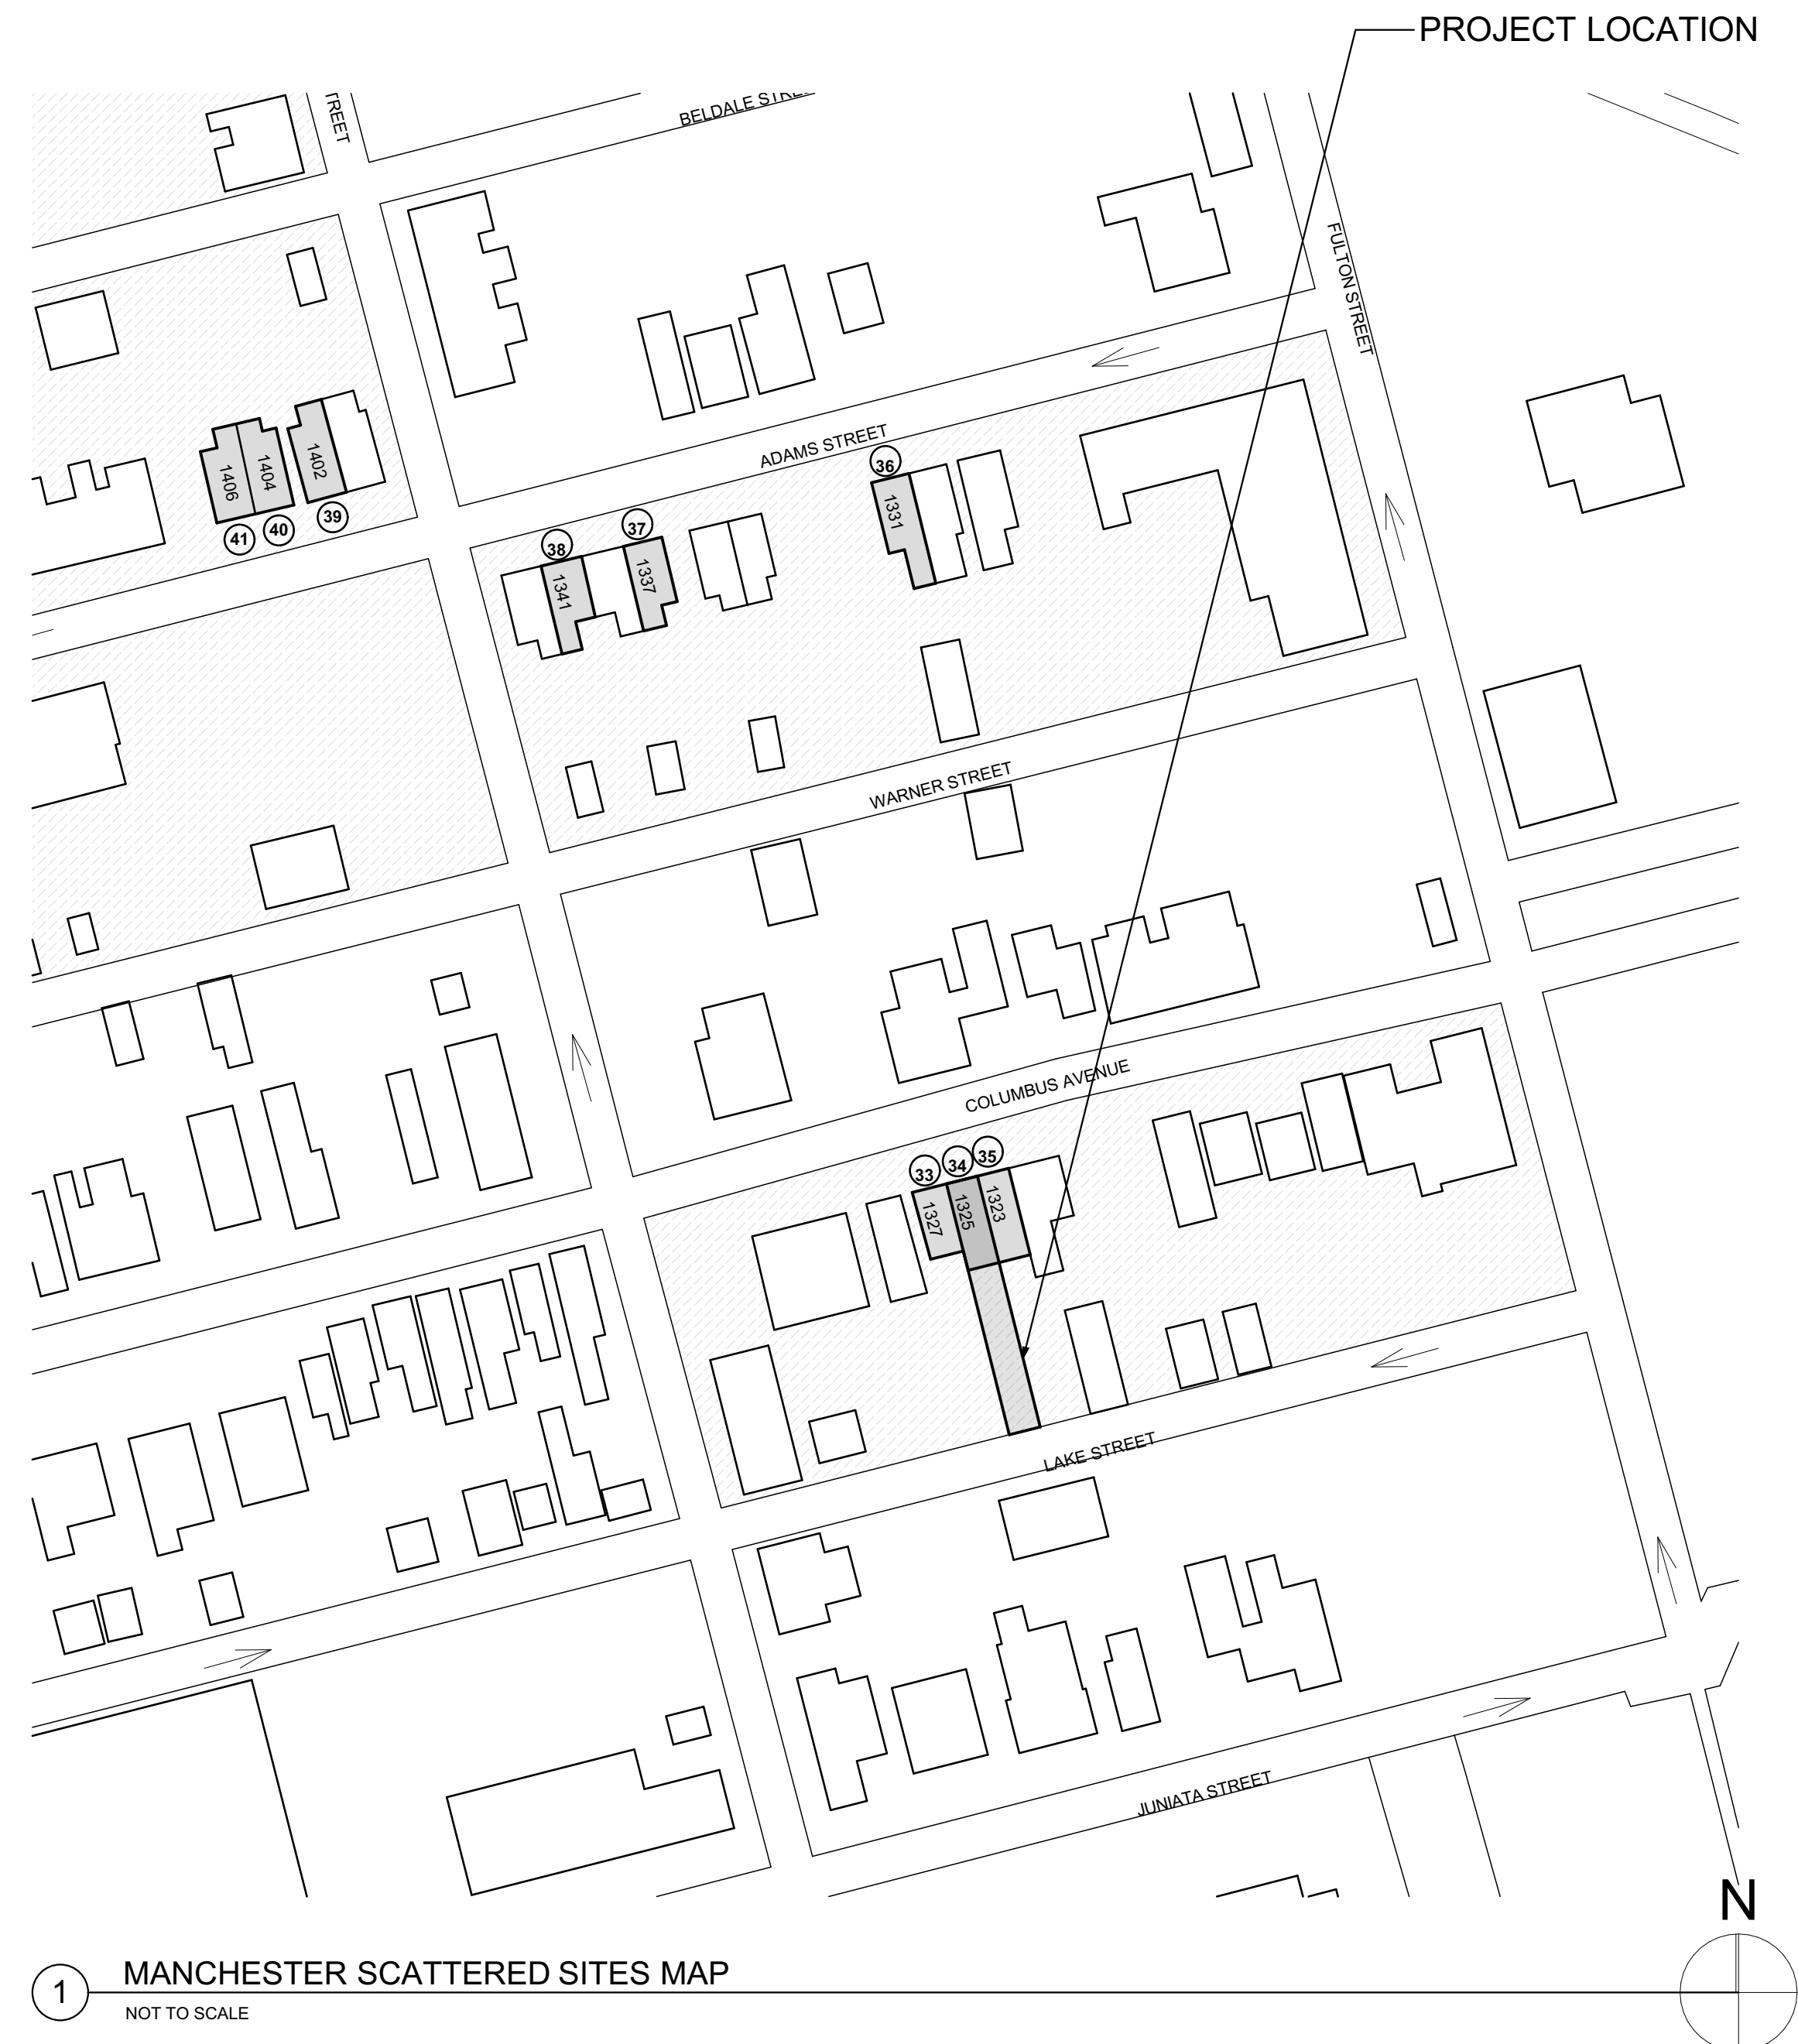 PROJECT LOCATION
TREET
BELDALE STRE
FULTON STREET
ADAMS STREET
36
1331
1406
1404
1402
41
40
39
38
37
1341
1337
WARNER STREET
COLUMBUS AVENUE
33
34
35
1327
1325
1323
LAKE STREET
JUNIATA STREET
N
1
MANCHESTER SCATTERED SITES MAP
NOT TO SCALE